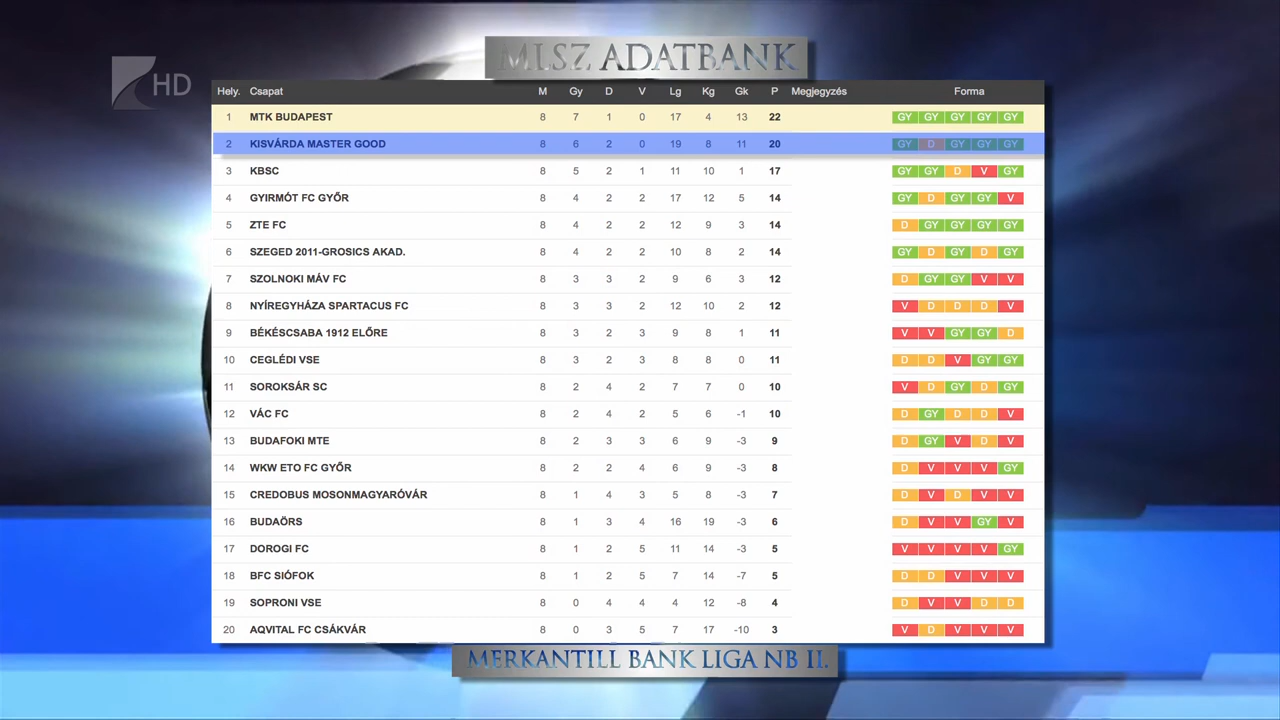 MLSZ ADATBANK
HD
Hely. Csapat M Gy D V Lg Kg Gk P Megjegyzés Forma
1 MTK BUDAPEST 8 7 1 0 17 4 13 22 GY GY GY GY GY
2 KISVÁRDA MASTER GOOD 8 6 2 0 19 8 11 20 GY D GY GY GY
3 KBSC 8 5 2 1 11 10 1 17 GY GY D V GY
4 GYIRMÓT FC GYŐR 8 4 2 2 17 12 5 14 GY D GY GY V
5 ZTE FC 8 4 2 2 12 9 3 14 D GY GY GY GY
6 SZEGED 2011-GROSICS AKAD. 8 4 2 2 10 8 2 14 GY D GY D GY
7 SZOLNOKI MÁV FC 8 3 3 2 9 6 3 12 D GY GY V V
8 NYÍREGYHÁZA SPARTACUS FC 8 3 3 2 12 10 2 12 V D D D V
9 BÉKÉSCSABA 1912 ELŐRE 8 3 2 3 9 8 1 11 V V GY GY D
10 CEGLÉDI VSE 8 3 2 3 8 8 0 11 D D V GY GY
11 SOROKSÁR SC 8 2 4 2 7 7 0 10 V D GY D GY
12 VÁC FC 8 2 4 2 5 6 -1 10 D GY D D V
13 BUDAFOKI MTE 8 2 3 3 6 9 -3 9 D GY V D V
14 WKW ETO FC GYŐR 8 2 2 4 6 9 -3 8 D V V V GY
15 CREDOBUS MOSONMAGYARÓVÁR 8 1 4 3 5 8 -3 7 D V D V V
16 BUDAÖRS 8 1 3 4 16 19 -3 6 D V V GY V
17 DOROGI FC 8 1 2 5 11 14 -3 5 V V V V GY
18 BFC SIÓFOK 8 1 2 5 7 14 -7 5 D D V V V
19 SOPRONI VSE 8 0 4 4 4 12 -8 4 D V V D D
20 AQVITAL FC CSÁKVÁR 8 0 3 5 7 17 -10 3 V D V V V
MERKANTILL BANK LIGA NB II.